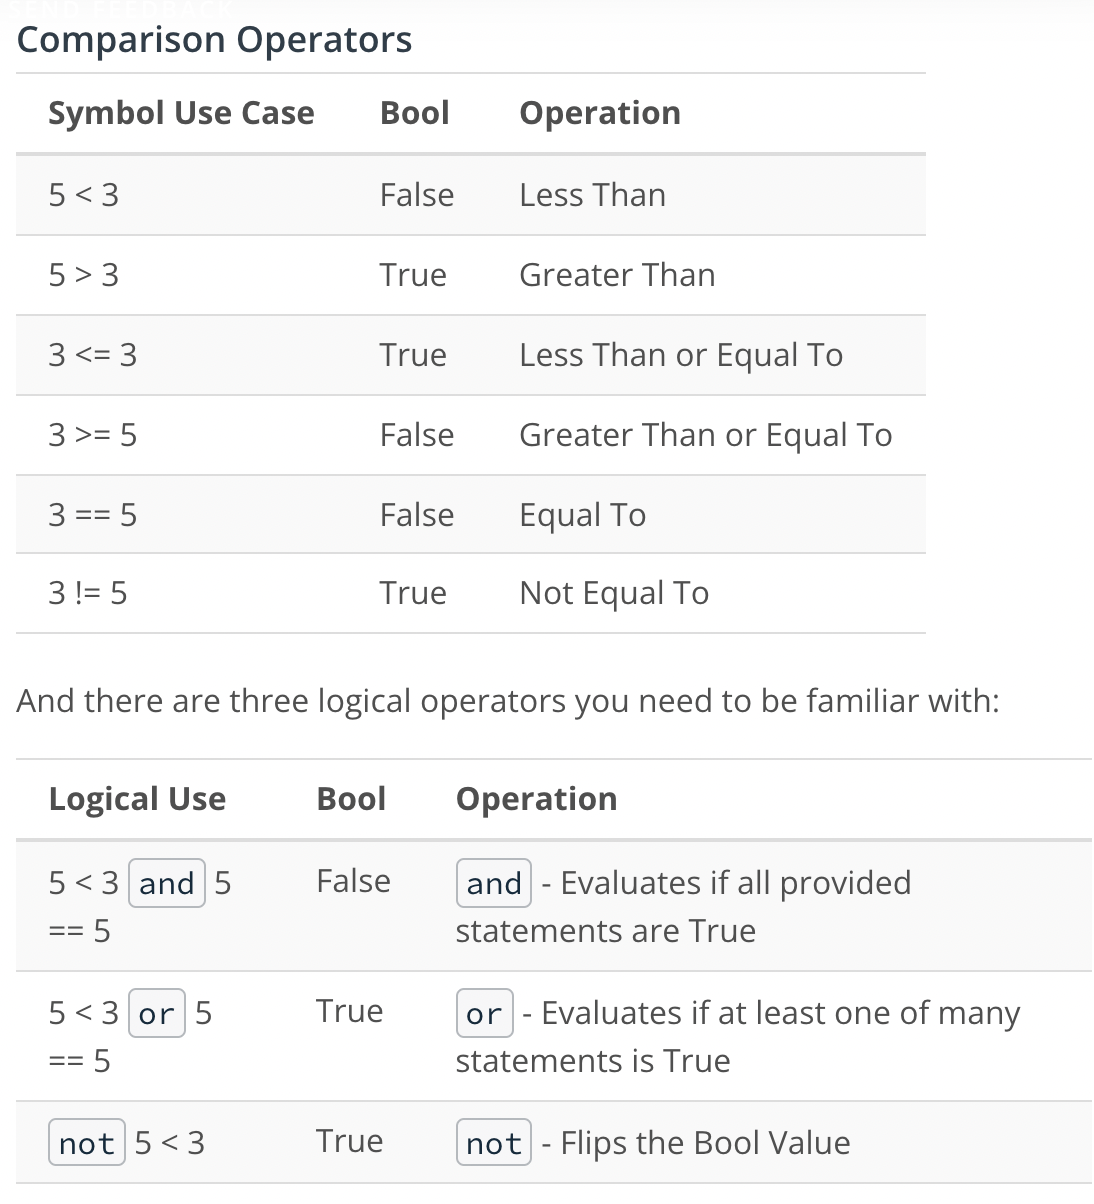 SEND FEEDBACK
Comparison Operators
Symbol Use Case Bool Operation
5 < 3 False Less Than
5 > 3 True Greater Than
3 <= 3 True Less Than or Equal To
3 >= 5 False Greater Than or Equal To
3 == 5 False Equal To
3 != 5 True Not Equal To
And there are three logical operators you need to be familiar with:
Logical Use Bool Operation
5 < 3 and 5 False and - Evaluates if all provided
== 5 statements are True
5 < 3 or 5 True or - Evaluates if at least one of many
== 5 statements is True
not 5 < 3 True not - Flips the Bool Value